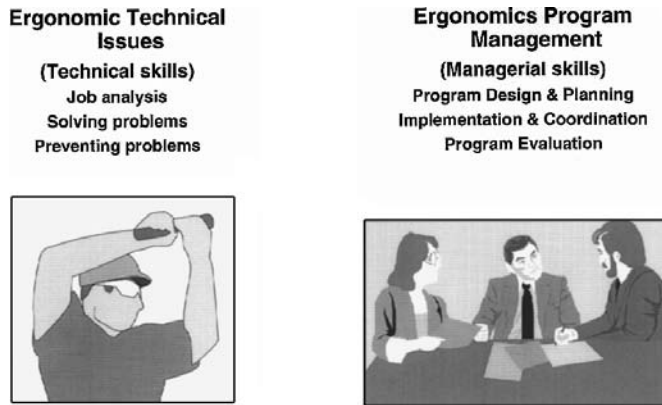 Ergonomic Technical
Issues
(Technical skills)
Job analysis
Solving problems
Preventing problems
Ergonomics Program
Management
(Managerial skills)
Program Design & Planning
Implementation & Coordination
Program Evaluation